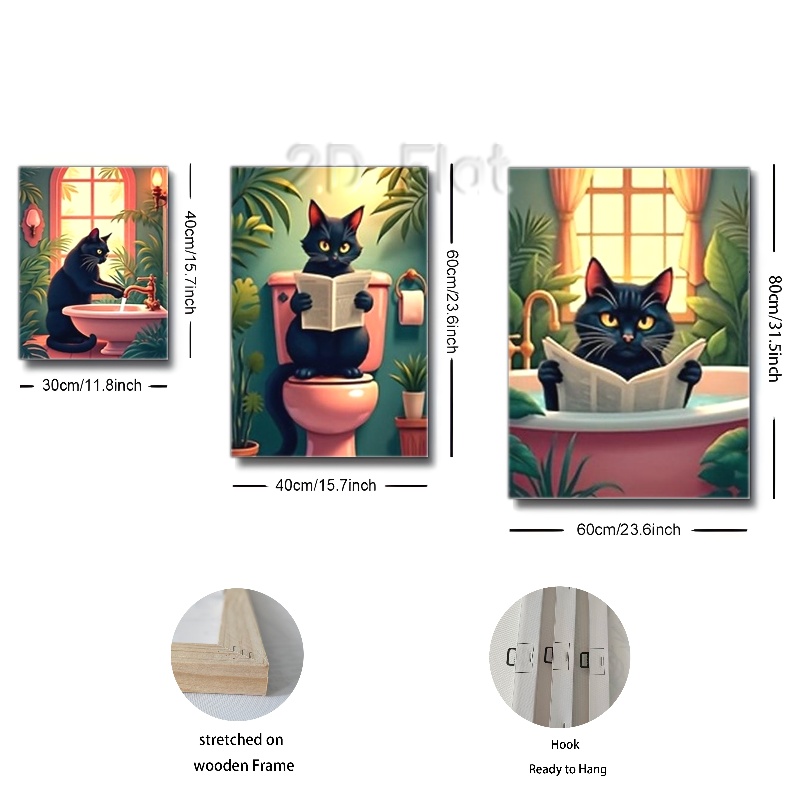 2D Flat
40cm/15.7inch
30cm/11.8inch
60cm/23.6inch
40cm/15.7inch
80cm/31.5inch
60cm/23.6inch
stretched on
wooden Frame
Hook
Ready to Hang